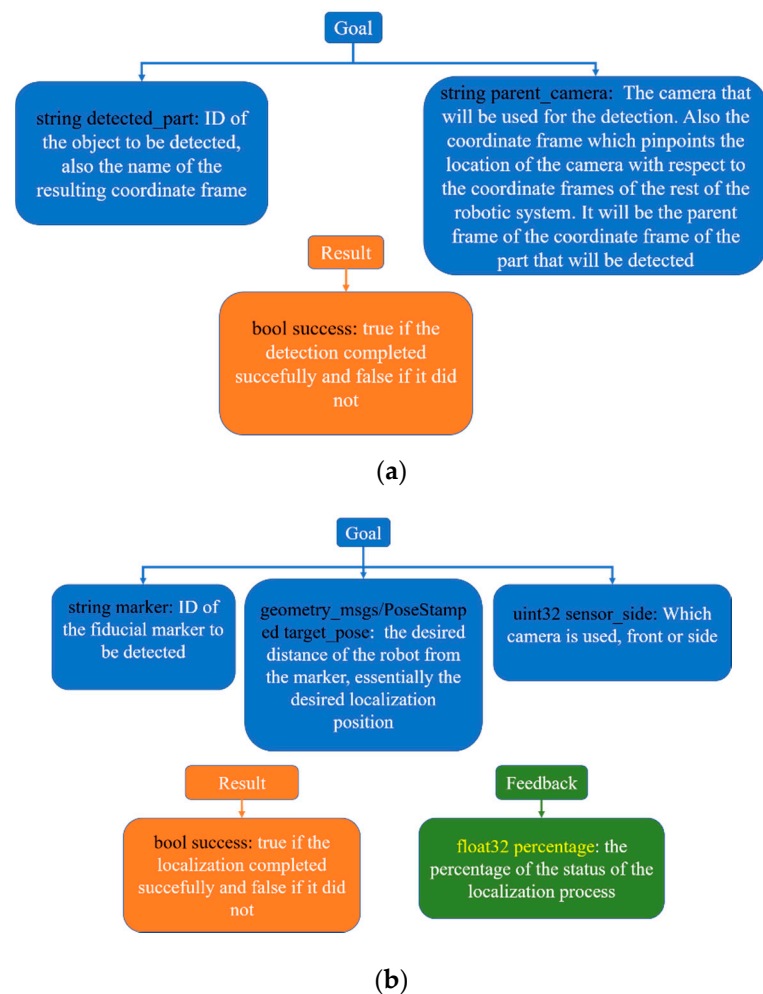 Goal
string detected_part: ID of
the object to be detected,
also the name of the
resulting coordinate frame
string parent_camera: The camera that
will be used for the detection. Also the
coordinate frame which pinpoints the
location of the camera with respect to
the coordinate frames of the rest of the
robotic system. It will be the parent
frame of the coordinate frame of the
part that will be detected
Result
bool success: true if the
detection completed
succefully and false if it did
not
(a)
Goal
string marker: ID of
the fiducial marker to
be detected
geometry_msgs/PoseStamp
ed target_pose: the desired
distance of the robot from
the marker, essentially the
desired localization
position
uint32 sensor_side: Which
camera is used, front or side
Result
bool success: true if the
localization completed
succefully and false if it did
not
Feedback
float32 percentage: the
percentage of the status of the
localization process
(b)